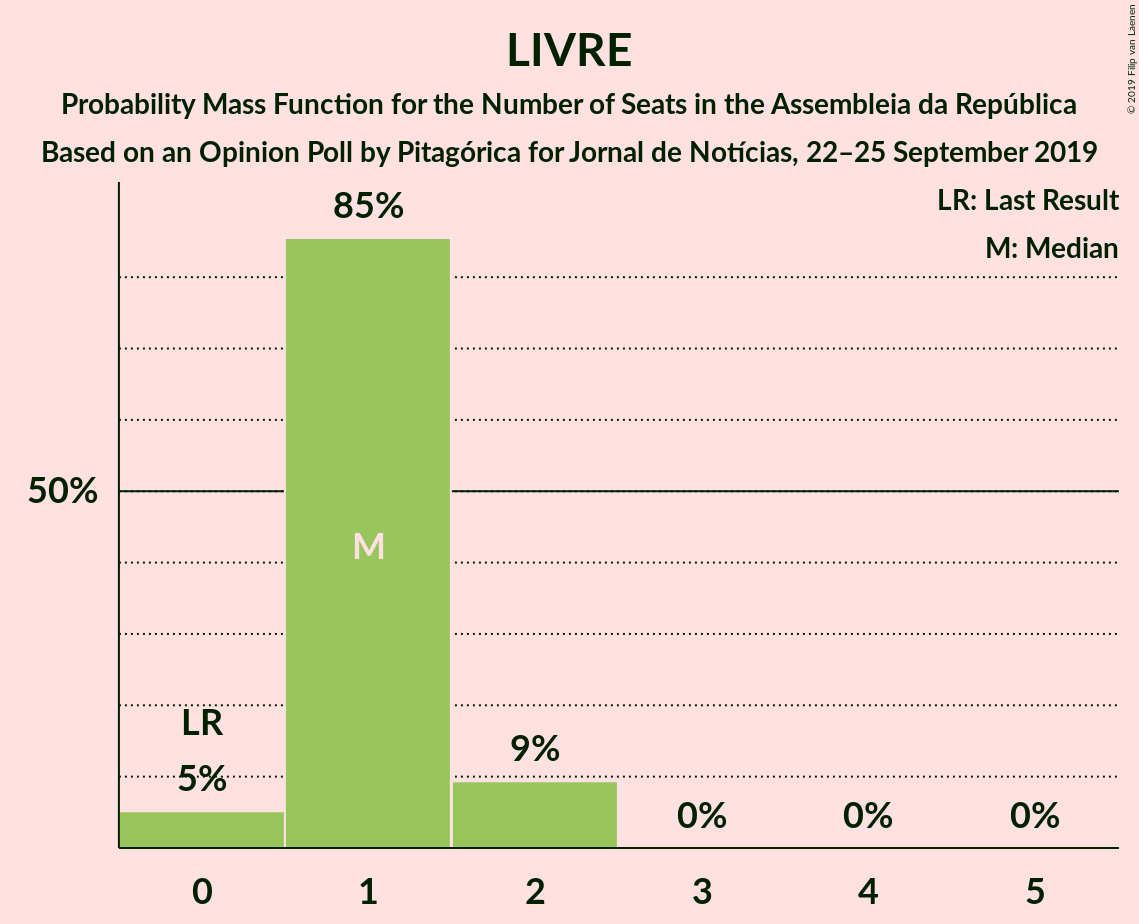 LIVRE
Probability Mass Function for the Number of Seats in the Assembleia da República
Based on an Opinion Poll by Pitagórica for Jornal de Notícias, 22–25 September 2019
© 2019 Filip van Laenen
LR: Last Result
M: Median
85%
50%
M
LR
5%
9%
0%
0%
0%
0
1
2
3
4
5